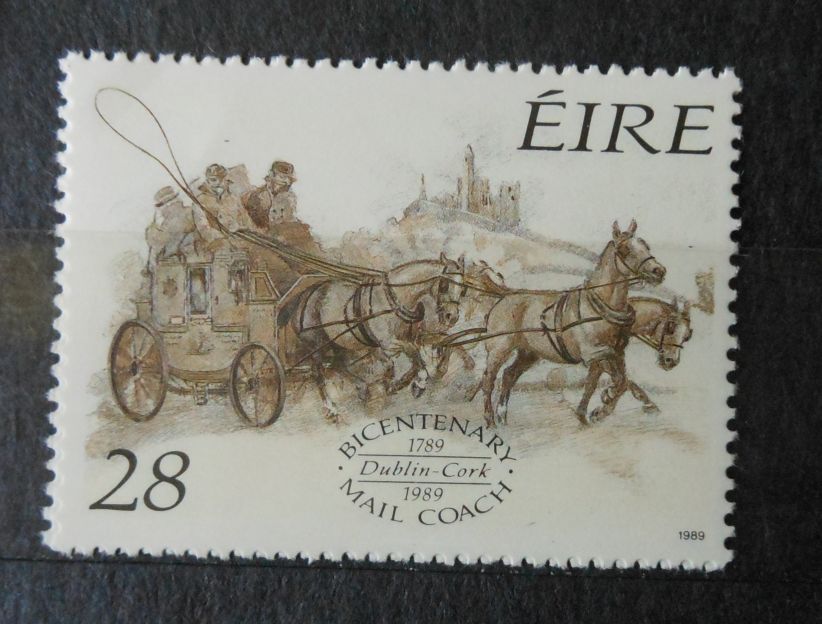 ÉIRE
· BICENTENARY ·
1789
Dublin-Cork
1989
MAIL COACH
28
1989